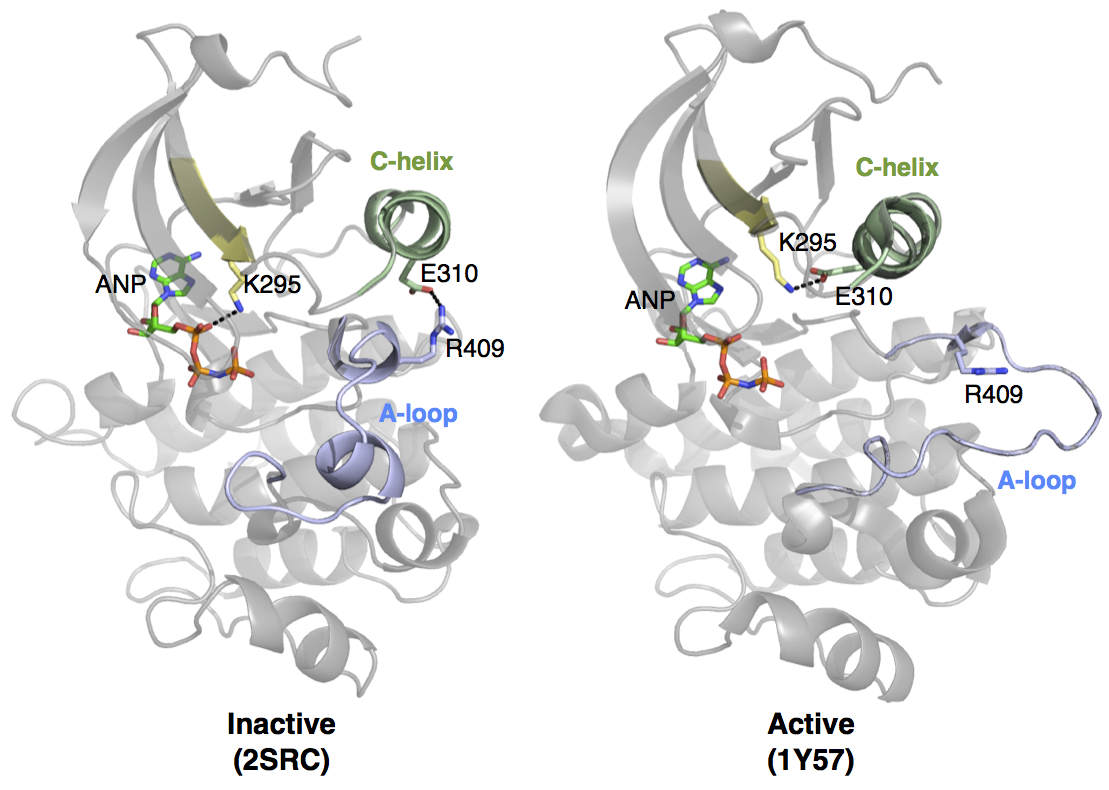 C-helix
E310
K295
ANP
R409
A-loop
Inactive
(2SRC)
C-helix
K295
E310
ANP
R409
A-loop
Active
(1Y57)